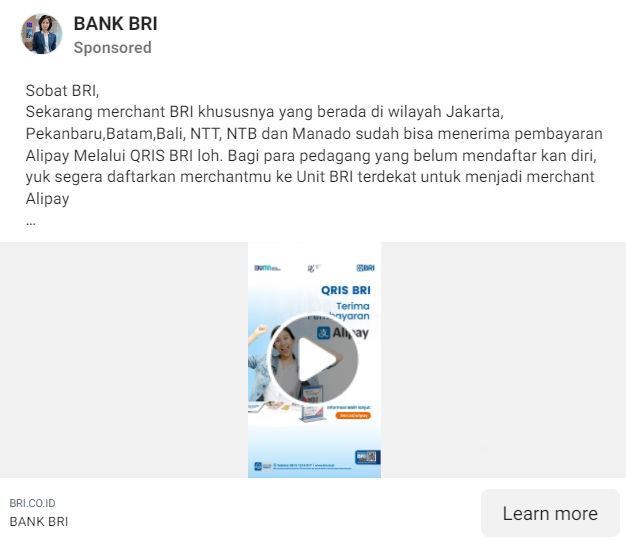 BANK BRI
Sponsored
Sobat BRI,
Sekarang merchant BRI khususnya yang berada di wilayah Jakarta,
Pekanbaru,Batam,Bali, NTT, NTB dan Manado sudah bisa menerima pembayaran
Alipay Melalui QRIS BRI loh. Bagi para pedagang yang belum mendaftar kan diri,
yuk segera daftarkan merchantmu ke Unit BRI terdekat untuk menjadi merchant
Alipay
...
BRI
QRIS BRI
Terima
Pembayaran
Alipay
Informasi lebih lanjut:
BRI.CO.ID
BANK BRI
Learn more